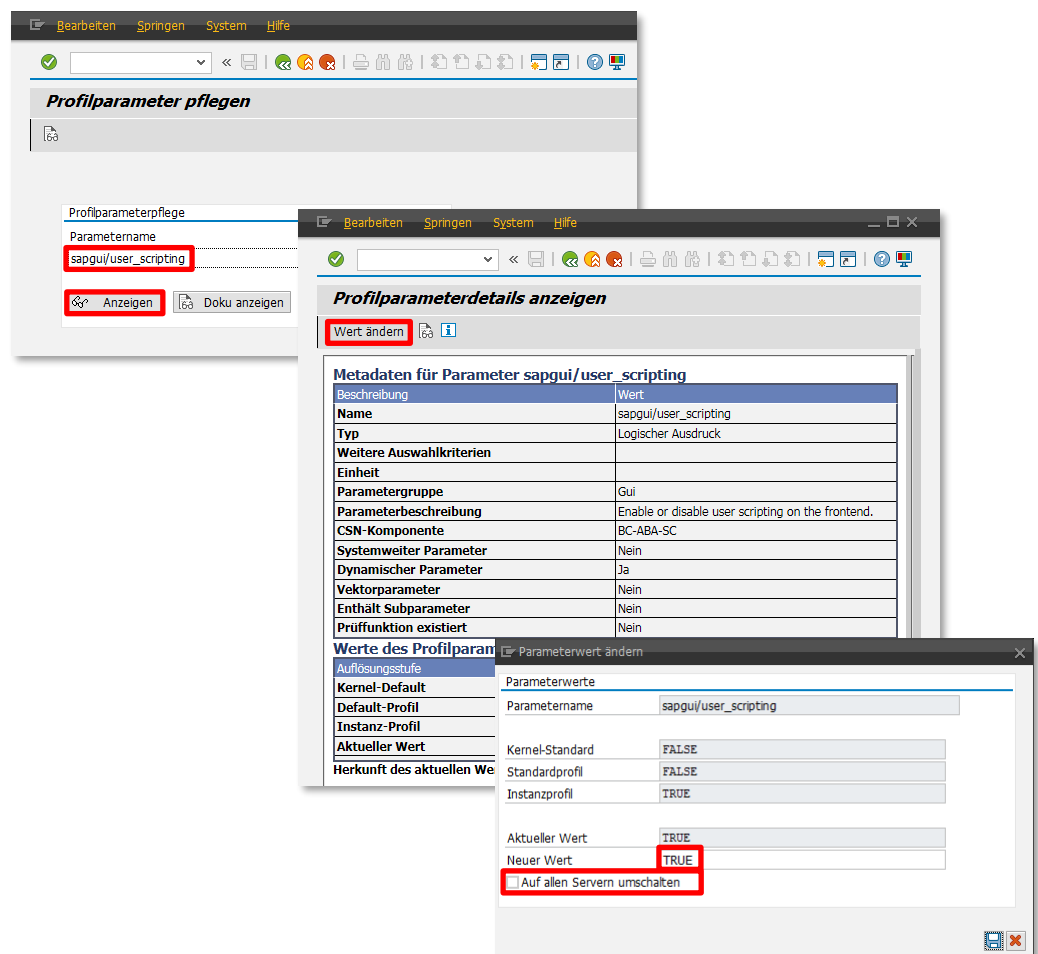 Bearbeiten Springen System Hilfe
Profilparameter pflegen
Profilparameterpflege
Parametername
sapgui/user_scripting
Anzeigen Doku anzeigen
Bearbeiten Springen System Hilfe
Profilparameterdetails anzeigen
Wert ändern
Metadaten für Parameter sapgui/user_scripting
Beschreibung Wert
Name sapgui/user_scripting
Typ Logischer Ausdruck
Weitere Auswahlkriterien
Einheit
Parametergruppe Gui
Parameterbeschreibung Enable or disable user scripting on the frontend.
CSN-Komponente BC-ABA-SC
Systemweiter Parameter Nein
Dynamischer Parameter Ja
Vektorparameter Nein
Enthält Subparameter Nein
Prüffunktion existiert Nein
Werte des Profilparam
Auflösungsstufe
Kernel-Default
Default-Profil
Instanz-Profil
Aktueller Wert
Herkunft des aktuellen We
Parameterwert ändern
Parameterwerte
Parametername sapgui/user_scripting
Kernel-Standard FALSE
Standardprofil FALSE
Instanzprofil TRUE
Aktueller Wert TRUE
Neuer Wert TRUE
Auf allen Servern umschalten